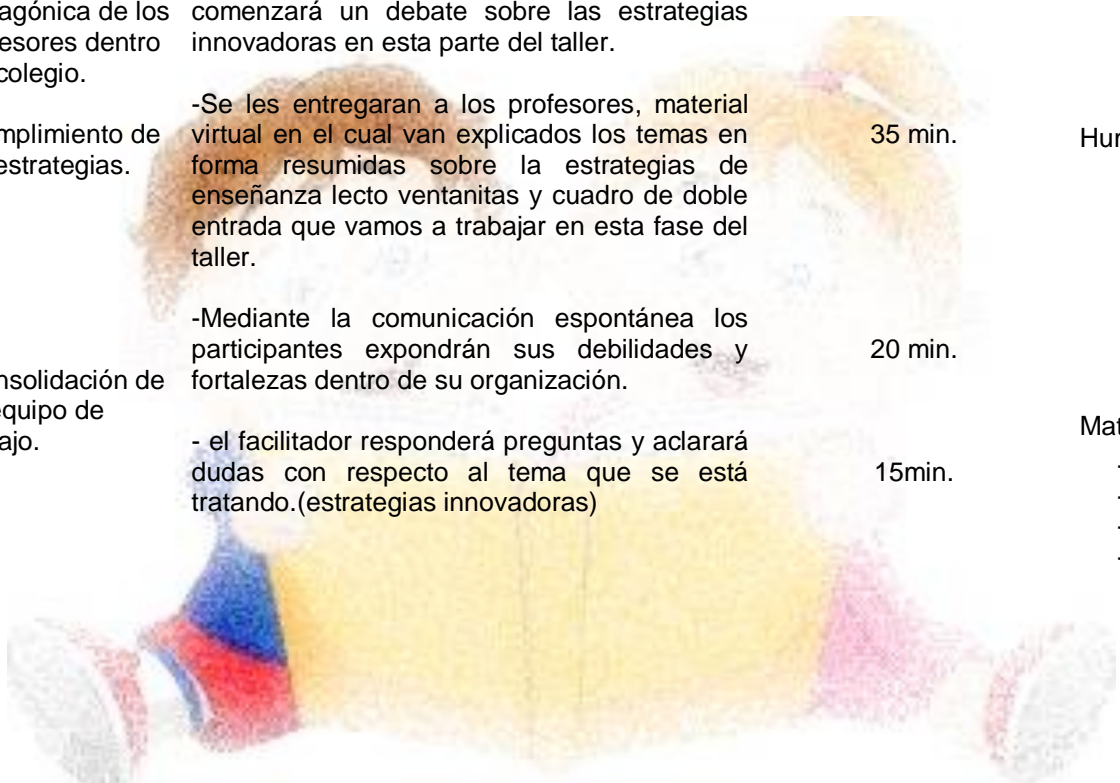 agónica de los
esores dentro
colegio.
mplimiento de
estrategias.
nsolidación de
equipo de
ajo.
comenzará un debate sobre las estrategias
innovadoras en esta parte del taller.
-Se les entregaran a los profesores, material
virtual en el cual van explicados los temas en
forma resumidas sobre la estrategias de
enseñanza lecto ventanitas y cuadro de doble
entrada que vamos a trabajar en esta fase del
taller.
-Mediante la comunicación espontánea los
participantes expondrán sus debilidades y
fortalezas dentro de su organización.
- el facilitador responderá preguntas y aclarará
dudas con respecto al tema que se está
tratando.(estrategias innovadoras)
35 min.
20 min.
15min.
Hur
Mat
-
-
-
-